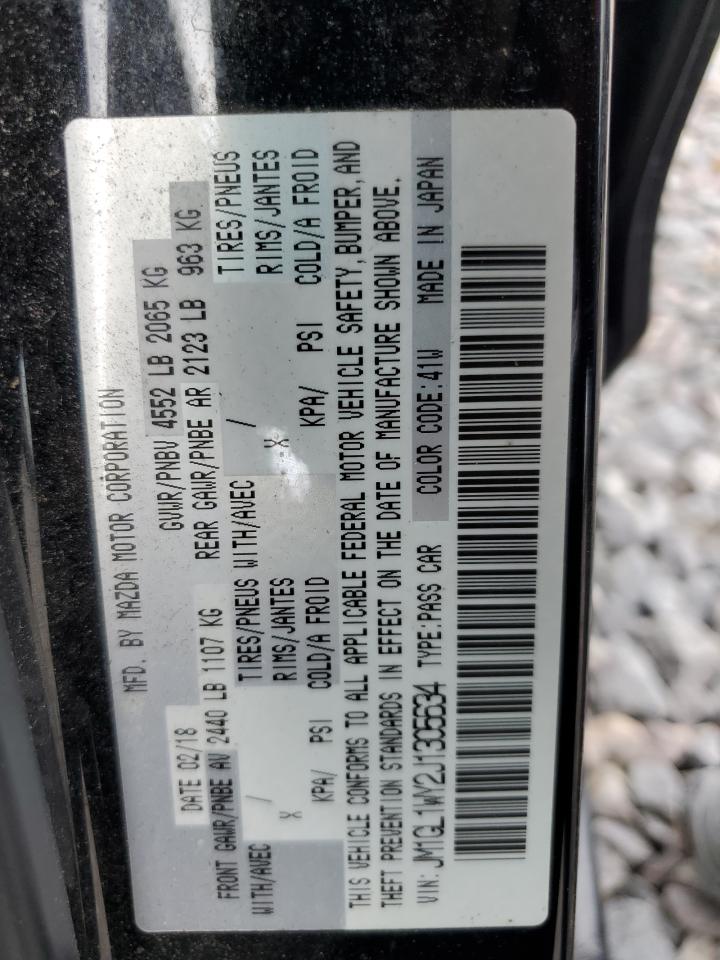 MFD. BY MAZDA MOTOR CORPORATION
DATE 02/18 GVWR/PNBV 4552 LB 2065 KG
FRONT GAWR/PNBE AV 2440 LB 1107 KG REAR GAWR/PNBE AR 2123 LB 963 KG
WITH/AVEC / TIRES/PNEUS WITH/AVEC / TIRES/PNEUS
X RIMS/JANTES .X RIMS/JANTES
KPA/ PSI COLD/A FROID KPA/ PSI COLD/A FROID
THIS VEHICLE CONFORMS TO ALL APPLICABLE FEDERAL MOTOR VEHICLE SAFETY, BUMPER, AND
THEFT PREVENTION STANDARDS IN EFFECT ON THE DATE OF MANUFACTURE SHOWN ABOVE.
VIN: JM1GL1WY2J1305634 TYPE:PASS CAR COLOR CODE.41W MADE IN JAPAN